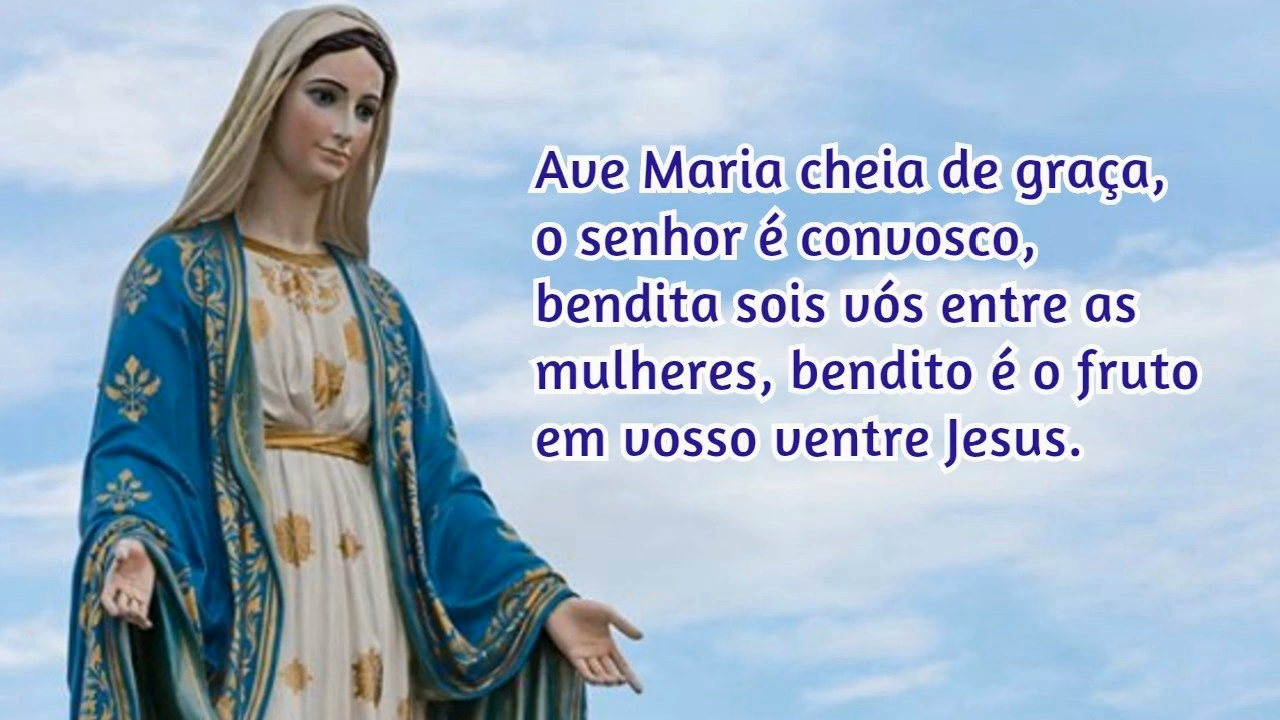 Ave Maria cheia de graça,
o senhor é convosco,
bendita sois vós entre as
mulheres, bendito é o fruto
em vosso ventre Jesus.